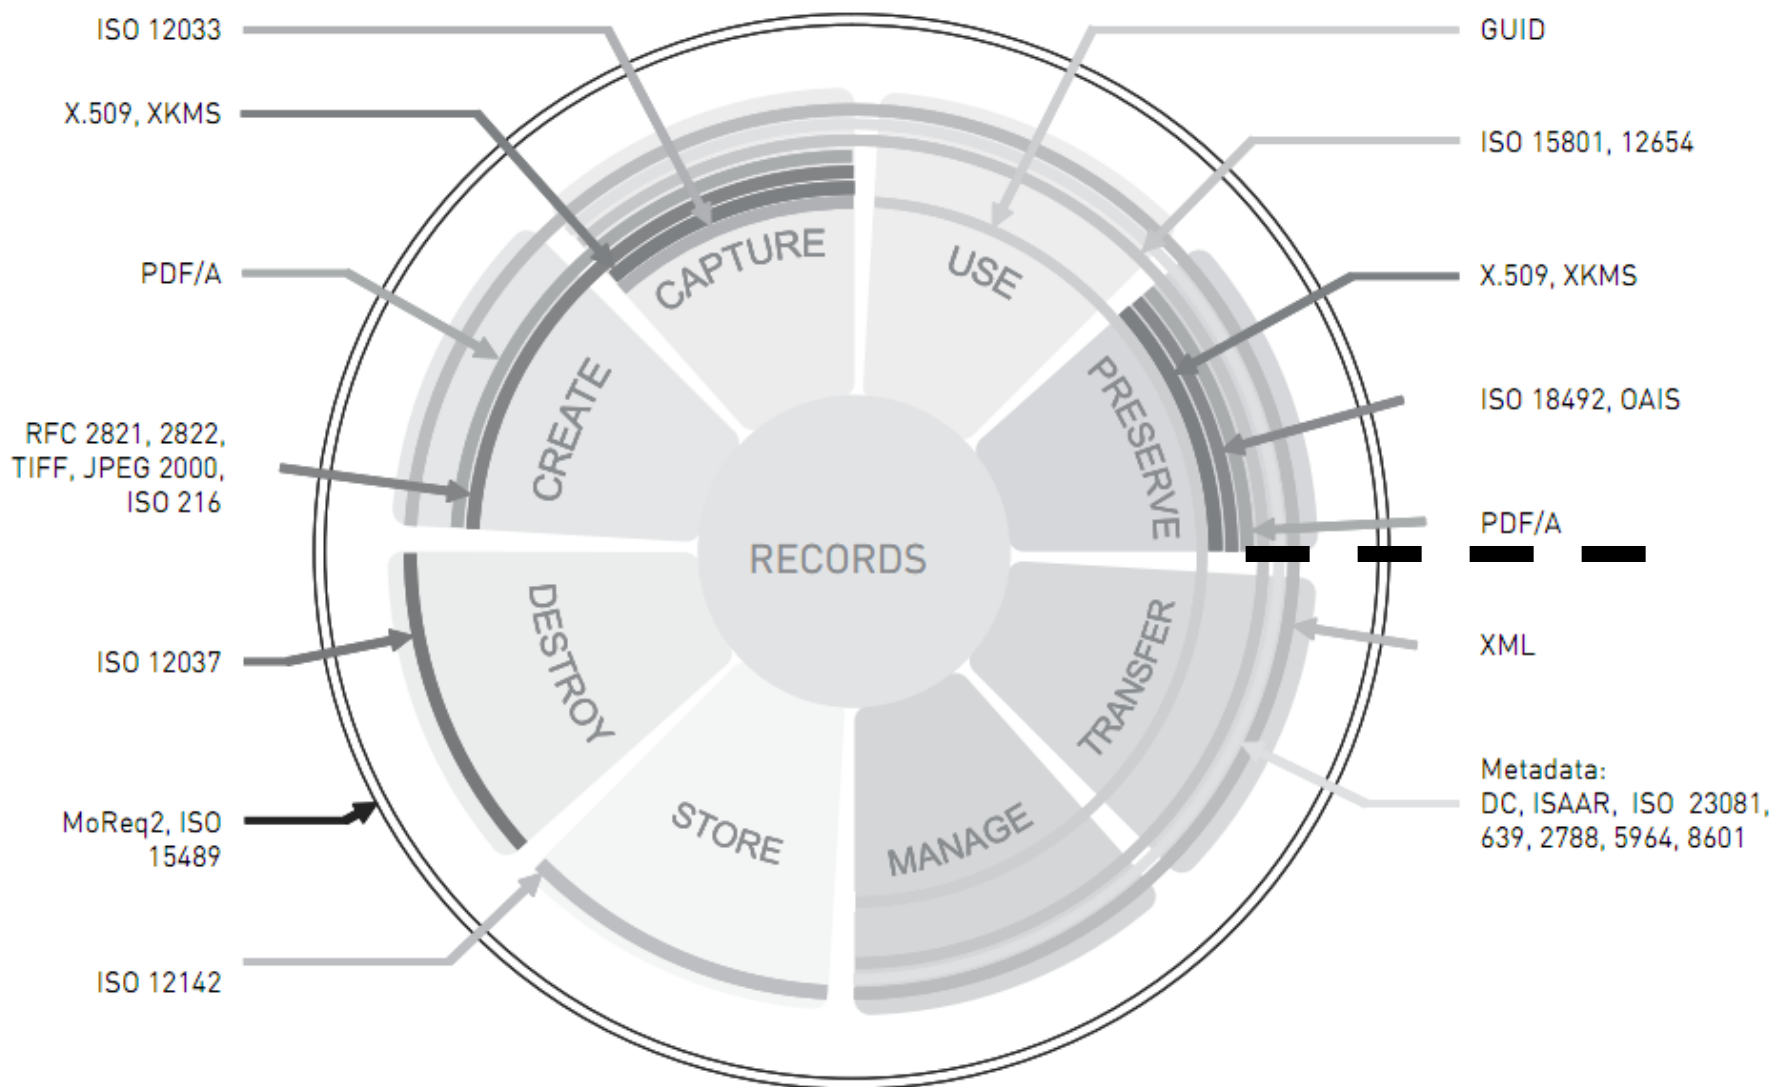 ISO 12033
X.509, XKMS
PDF/A
RFC 2821, 2822,
TIFF, JPEG 2000,
ISO 216
ISO 12037
MoReq2, ISO
15489
ISO 12142
CAPTURE
USE
CREATE
PRESERVE
RECORDS
DESTROY
TRANSFER
STORE
MANAGE
GUID
ISO 15801, 12654
X.509, XKMS
ISO 18492, OAIS
PDF/A
XML
Metadata:
DC, ISAAR, ISO 23081,
639, 2788, 5964, 8601